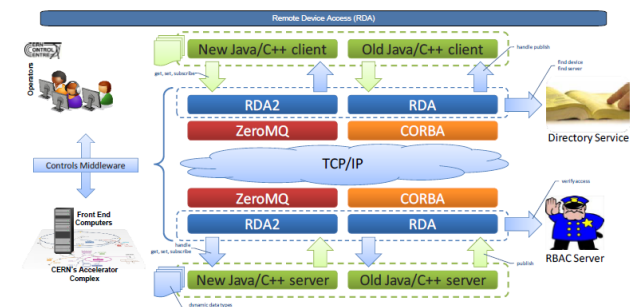 Remote Device Access (RDA)
CERN
CONTROL
CENTRE
Operators
New Java/C++ client
Old Java/C++ client
handle publish
get, set, subscribe
find device
find server
RDA2
RDA
ZeroMQ
CORBA
Directory Service
Controls Middleware
TCP/IP
ZeroMQ
CORBA
verify access
Front End
Computers
RDA2
RDA
RBAC Server
handle
get, set, subscribe
publish
CERN's Accelerator
Complex
New Java/C++ server
Old Java/C++ server
dynamic data types